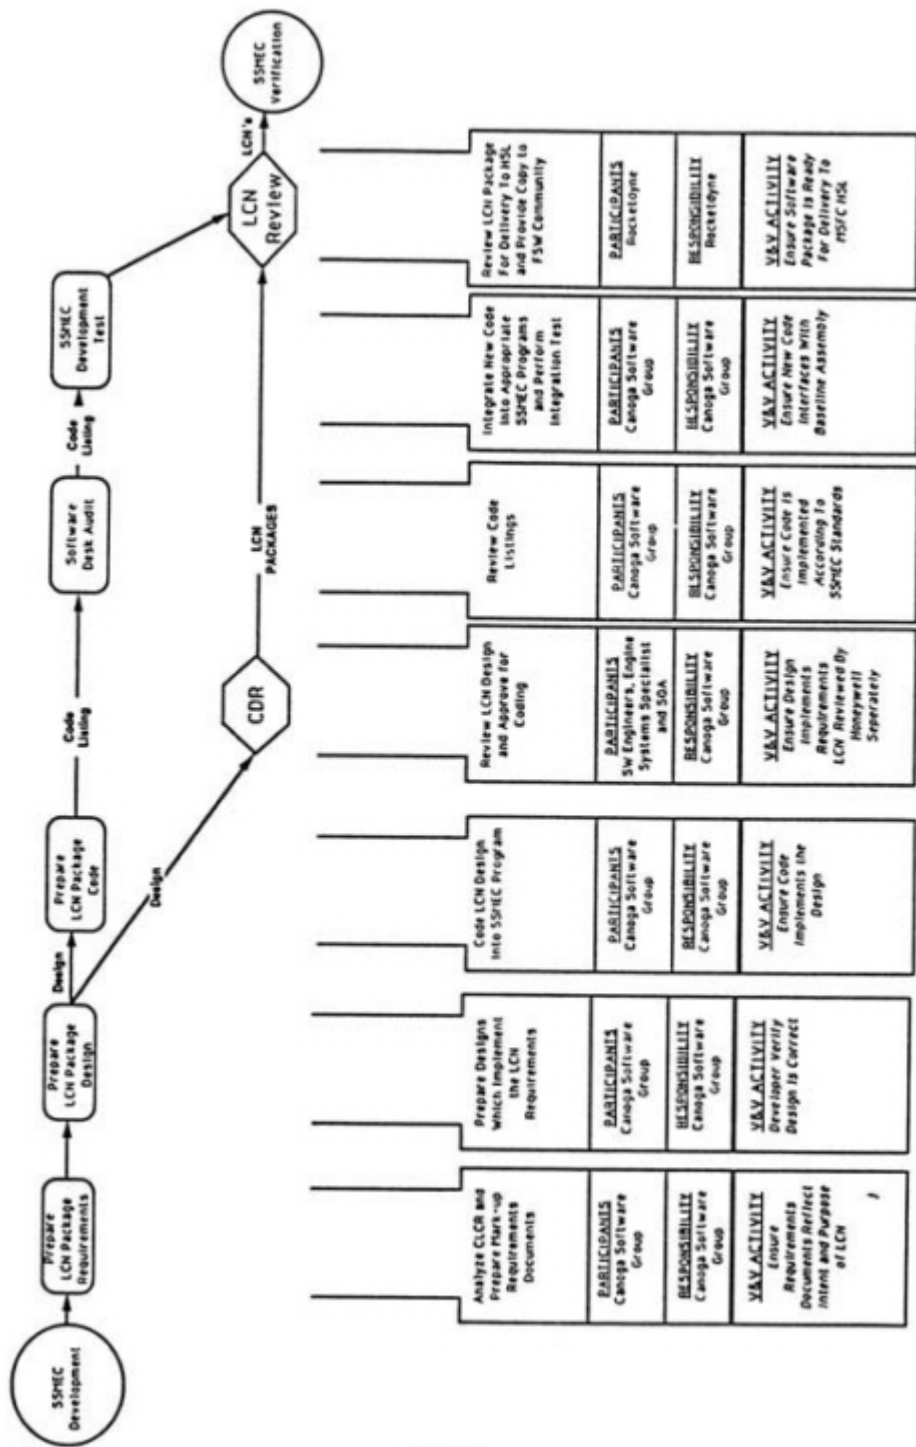 SSMEC
Development
Prepare
LCN Package
Requirements
Prepare
LCN Package
Design
Design
Prepare
LCN Package
Code
Code
Listing
Software
Desk Audit
Code
Listing
SSMEC
Development
Test
Design
CDR
LCN
PACKAGES
LCN
Review
LCN's
SSMEC
Verification
Analyze CLCR and
Prepare Mark-up
Requirements
Documents
PARTICIPANTS
Canoga Software
Group
RESPONSIBILITY
Canoga Software
Group
V&V ACTIVITY
Ensure
Requirements
Documents Reflect
Intent and Purpose
of LCN
Prepare Designs
Which Implement
the LCN
Requirements
PARTICIPANTS
Canoga Software
Group
RESPONSIBILITY
Canoga Software
Group
V&V ACTIVITY
Developer Verify
Design Is Correct
Code LCN Design
Into SSMEC Program
PARTICIPANTS
Canoga Software
Group
RESPONSIBILITY
Canoga Software
Group
V&V ACTIVITY
Ensure Code
Implements the
Design
Review LCN Design
and Approve for
Coding
PARTICIPANTS
SW Engineers, Engine
Systems Specialist
and SQA
RESPONSIBILITY
Canoga Software
Group
V&V ACTIVITY
Ensure Design
Implements
Requirements
LCN Reviewed By
Honeywell
Seperately
Review Code
Listings
PARTICIPANTS
Canoga Software
Group
RESPONSIBILITY
Canoga Software
Group
V&V ACTIVITY
Ensure Code Is
Implemented
According To
SSMEC Standards
Integrate New Code
Into Appropriate
SSMEC Programs
and Perform
Integration Test
PARTICIPANTS
Canoga Software
Group
RESPONSIBILITY
Canoga Software
Group
V&V ACTIVITY
Ensure New Code
Interfaces With
Baseline Assembly
Review LCN Package
For Delivery To HSL
and Provide Copy to
FSW Community
PARTICIPANTS
Rocketdyne
RESPONSIBILITY
Rocketdyne
V&V ACTIVITY
Ensure Software
Package Is Ready
For Delivery To
MSFC HSL